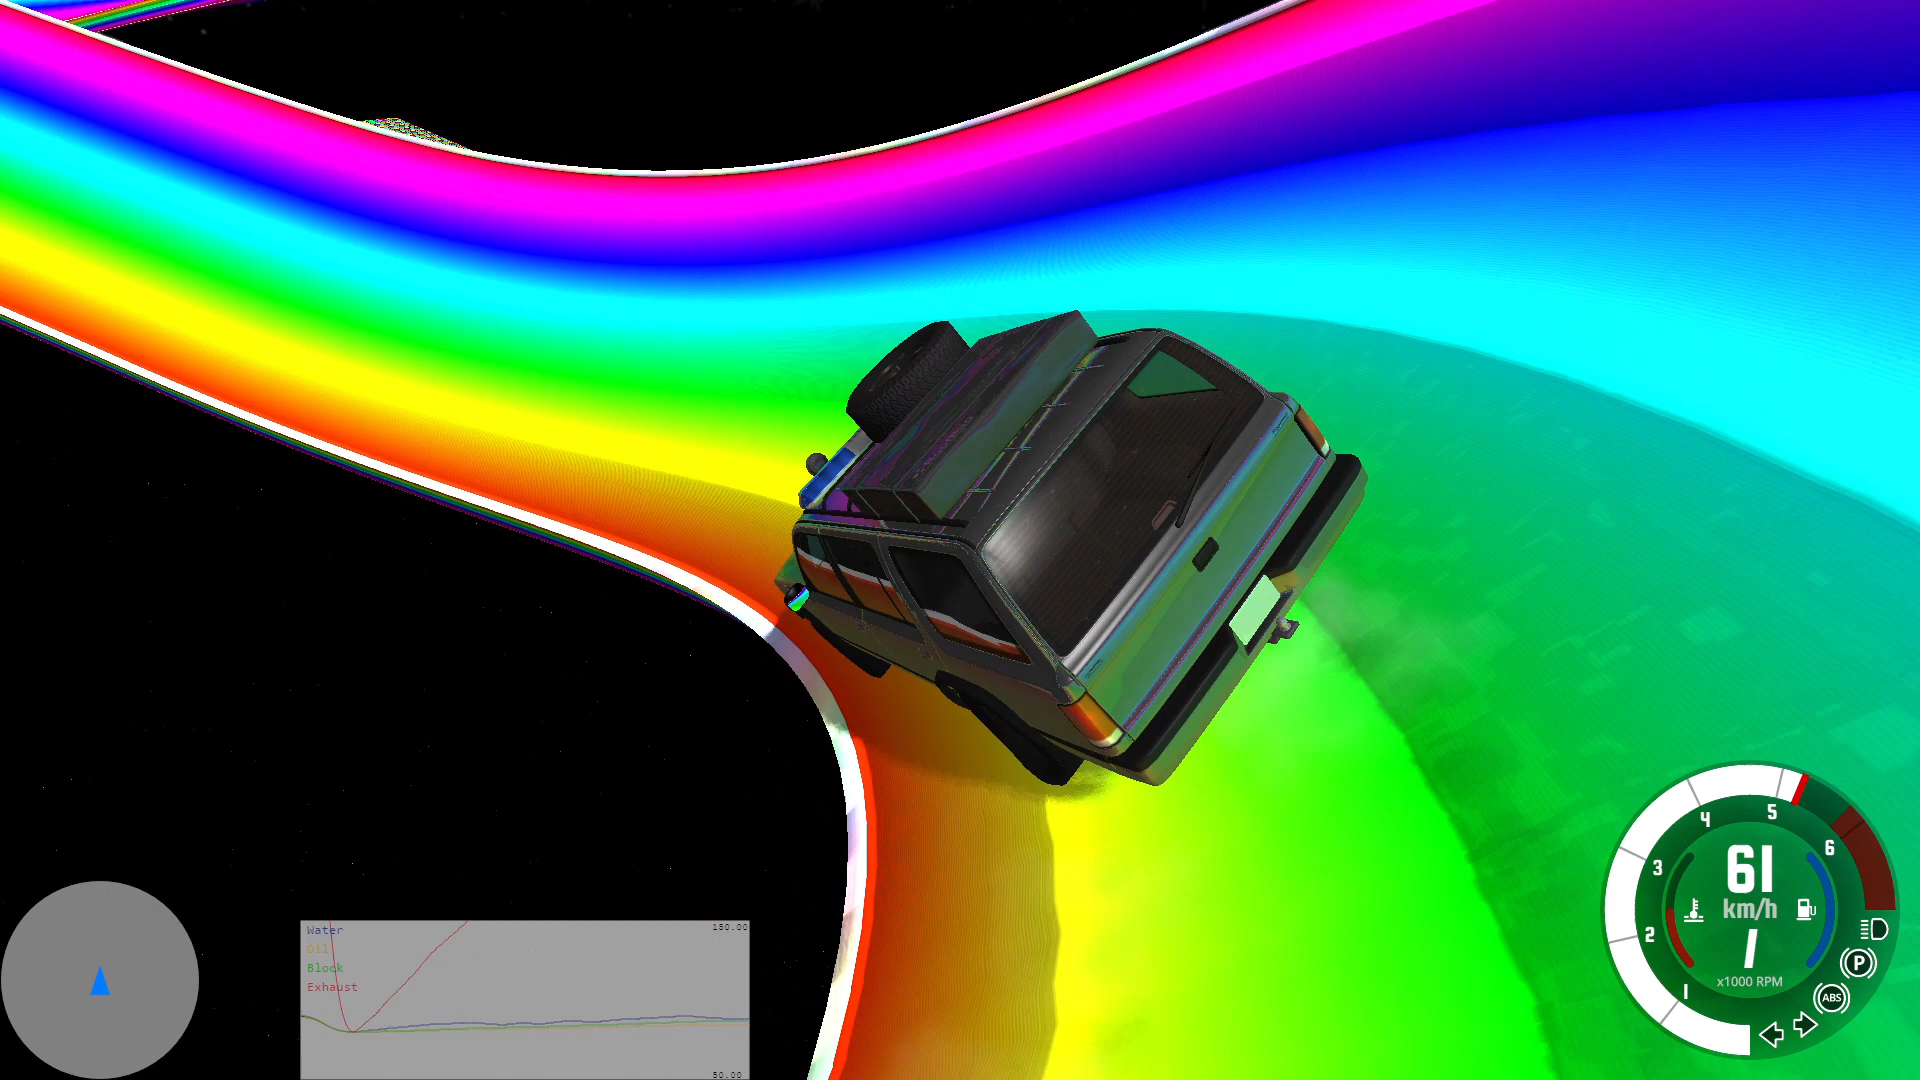 Water
150.00
Oil
Block
Exhaust
50.00
4
5
3
6
61
km/h
2
1
x1000 RPM
1
P
ABS